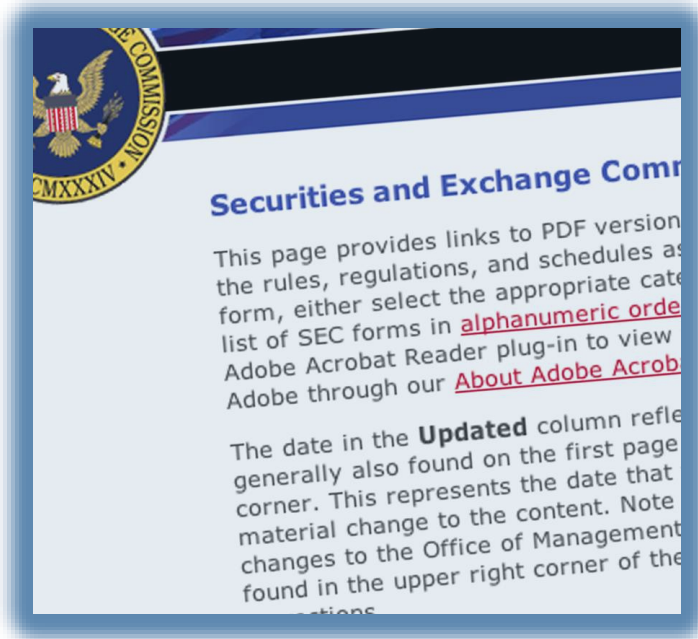 GE COMMISSION
CMXXXIV
Securities and Exchange Com
This page provides links to PDF version
the rules, regulations, and schedules as
form, either select the appropriate cate
list of SEC forms in alphanumeric orde
Adobe Acrobat Reader plug-in to view
Adobe through our About Adobe Acrob
The date in the Updated column refle
generally also found on the first page
corner. This represents the date that
material change to the content. Note
changes to the Office of Management
found in the upper right corner of the